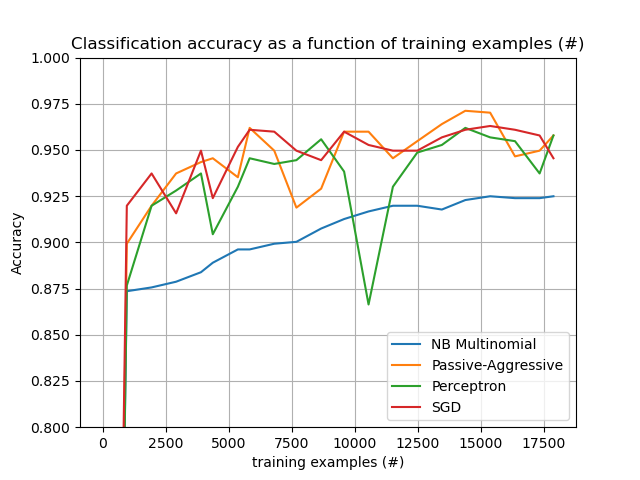 Classification accuracy as a function of training examples (#)
1.000
0.975
0.950
0.925
0.900
0.875
0.850
0.825
0.800
Accuracy
NB Multinomial
Passive-Aggressive
Perceptron
SGD
0 2500 5000 7500 10000 12500 15000 17500
training examples (#)